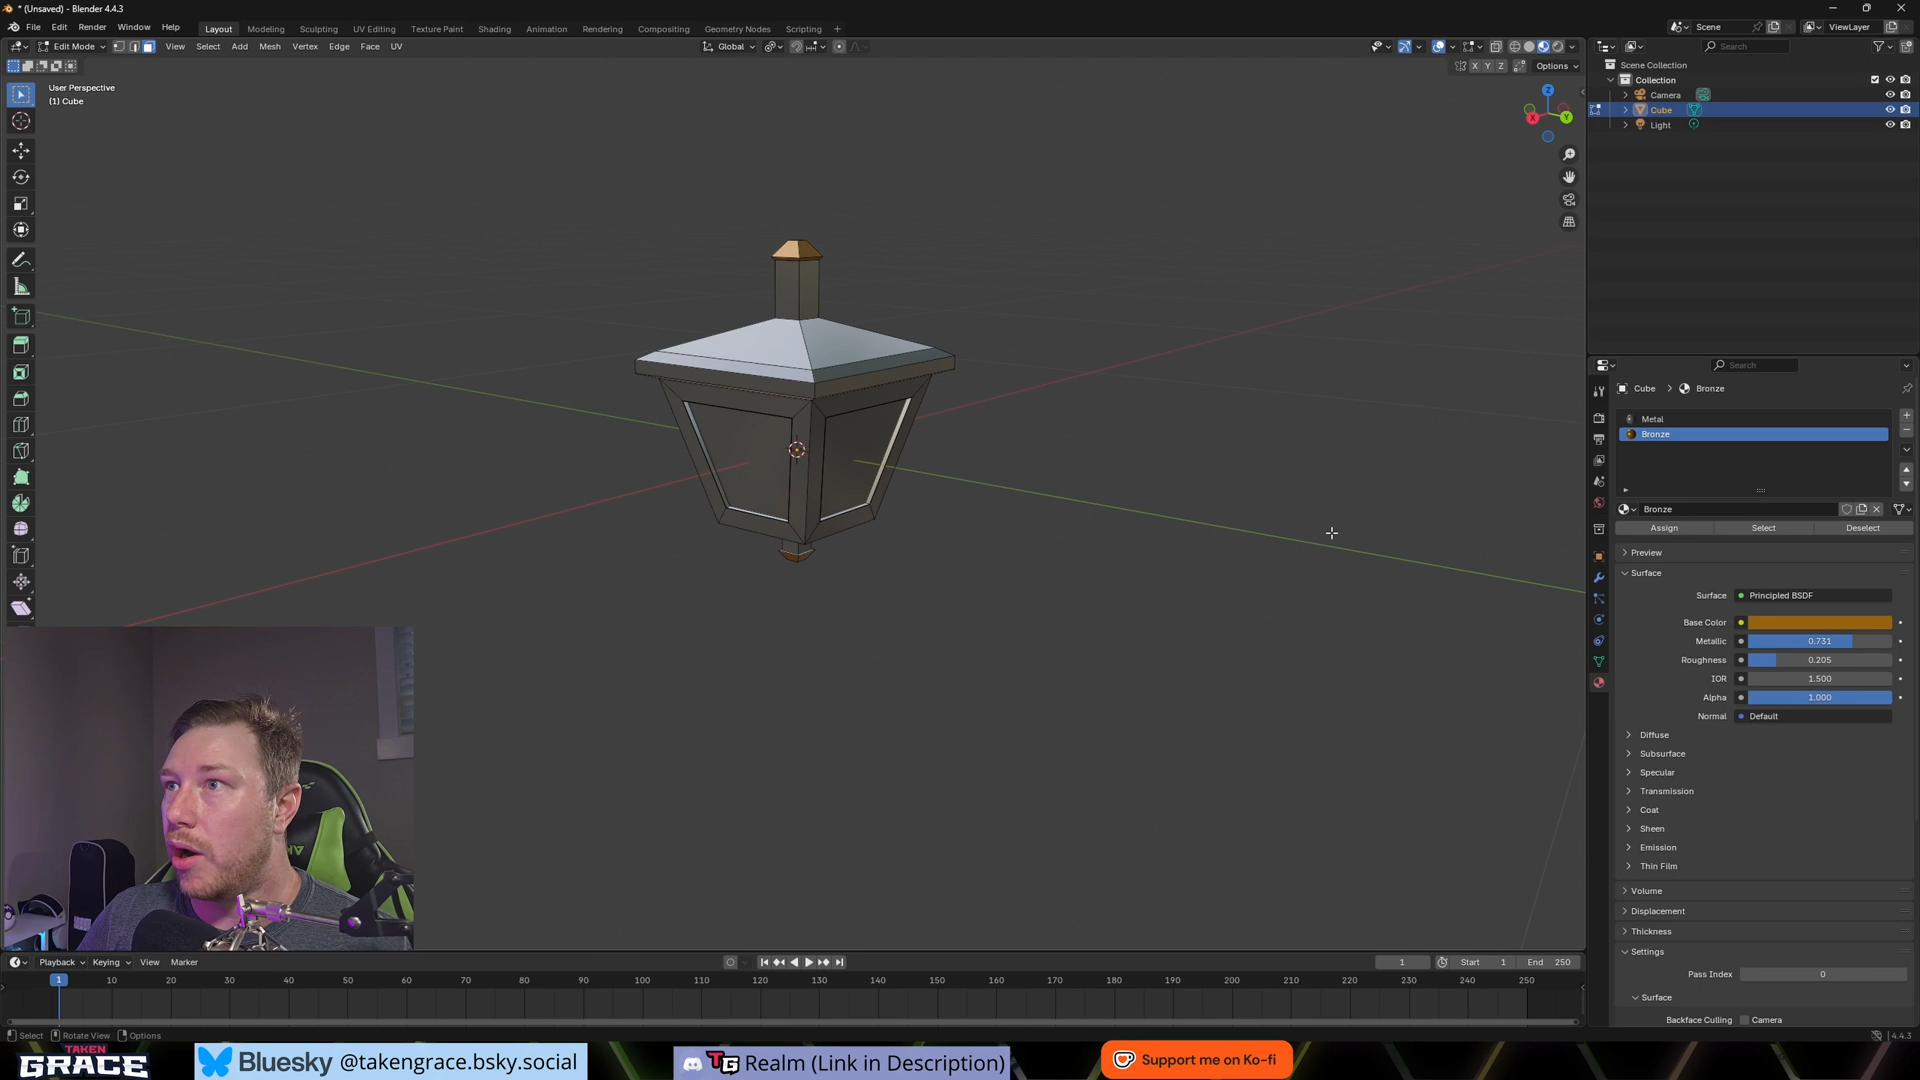 * (Unsaved) - Blender 4.4.3
File Edit Render Window Help
Layout Modeling Sculpting UV Editing Texture Paint Shading Animation Rendering Compositing Geometry Nodes Scripting +
Scene ViewLayer
Edit Mode View Select Add Mesh Vertex Edge Face UV
Global
Search
X Y Z Options
User Perspective
(1) Cube
Z
X Y
Scene Collection
Collection
Camera
Cube
Light
Search
Cube > Bronze
Metal
Bronze
Bronze
Assign Select Deselect
Preview
Surface
Surface Principled BSDF
Base Color
Metallic 0.731
Roughness 0.205
IOR 1.500
Alpha 1.000
Normal Default
Diffuse
Subsurface
Specular
Transmission
Coat
Sheen
Emission
Thin Film
Volume
Displacement
Thickness
Settings
Pass Index 0
Surface
Backface Culling Camera
Playback Keying View Marker
1 Start 1 End 250
1 10 20 30 40 50 60 70 80 90 100 110 120 130 140 150 160 170 180 190 200 210 220 230 240 250
Select Rotate View Options
4.4.3
TAKEN
GRACE
Bluesky @takengrace.bsky.social
TG Realm (Link in Description)
Support me on Ko-fi